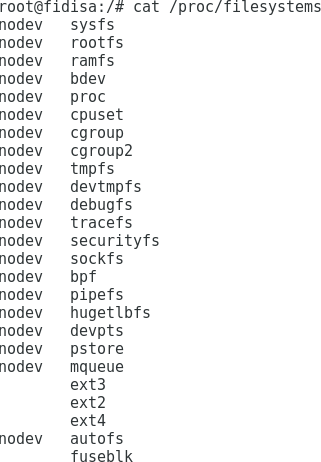 root@fidisa:/# cat /proc/filesystems
nodev	sysfs
nodev	rootfs
nodev	ramfs
nodev	bdev
nodev	proc
nodev	cpuset
nodev	cgroup
nodev	cgroup2
nodev	tmpfs
nodev	devtmpfs
nodev	debugfs
nodev	tracefs
nodev	securityfs
nodev	sockfs
nodev	bpf
nodev	pipefs
nodev	hugetlbfs
nodev	devpts
nodev	pstore
nodev	mqueue
	ext3
	ext2
	ext4
nodev	autofs
	fuseblk